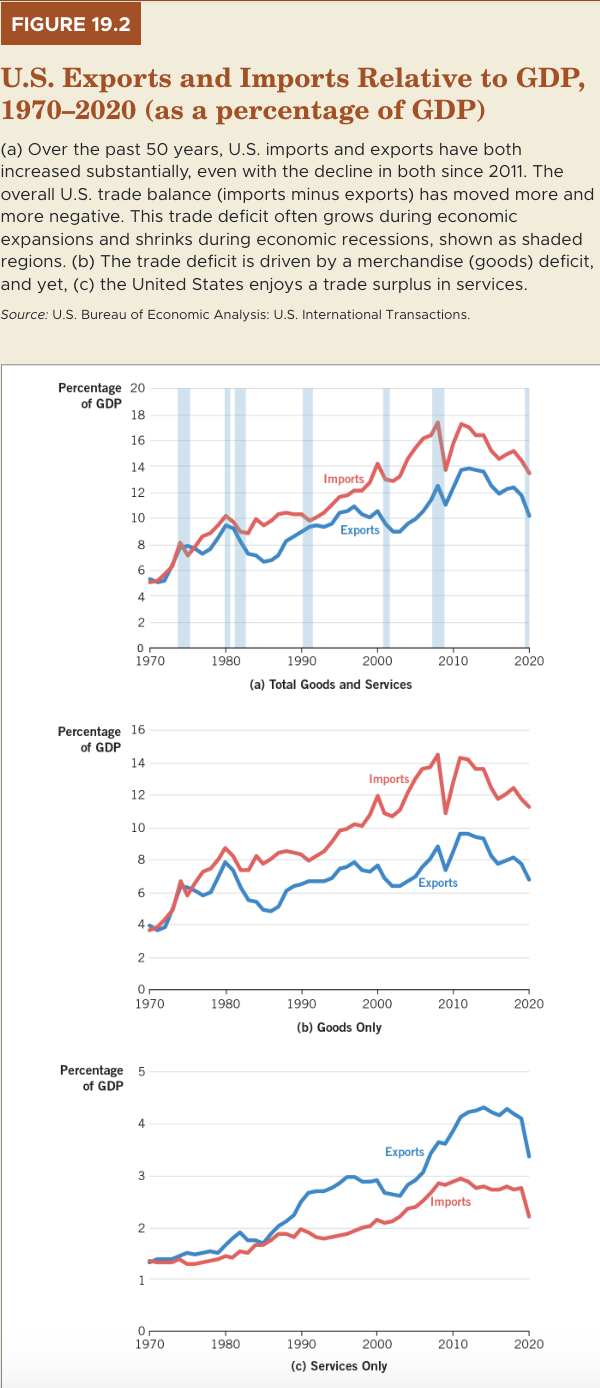 FIGURE 19.2
U.S. Exports and Imports Relative to GDP,
1970–2020 (as a percentage of GDP)
(a) Over the past 50 years, U.S. imports and exports have both
increased substantially, even with the decline in both since 2011. The
overall U.S. trade balance (imports minus exports) has moved more and
more negative. This trade deficit often grows during economic
expansions and shrinks during economic recessions, shown as shaded
regions. (b) The trade deficit is driven by a merchandise (goods) deficit,
and yet, (c) the United States enjoys a trade surplus in services.
Source: U.S. Bureau of Economic Analysis: U.S. International Transactions.
Percentage
of GDP
20
18
16
14
12
10
8
6
4
2
0
Imports
Exports
1970 1980 1990 2000 2010 2020
(a) Total Goods and Services
Percentage
of GDP
16
14
12
10
8
6
4
2
0
Imports
Exports
1970 1980 1990 2000 2010 2020
(b) Goods Only
Percentage
of GDP
5
4
3
2
1
0
Exports
Imports
1970 1980 1990 2000 2010 2020
(c) Services Only